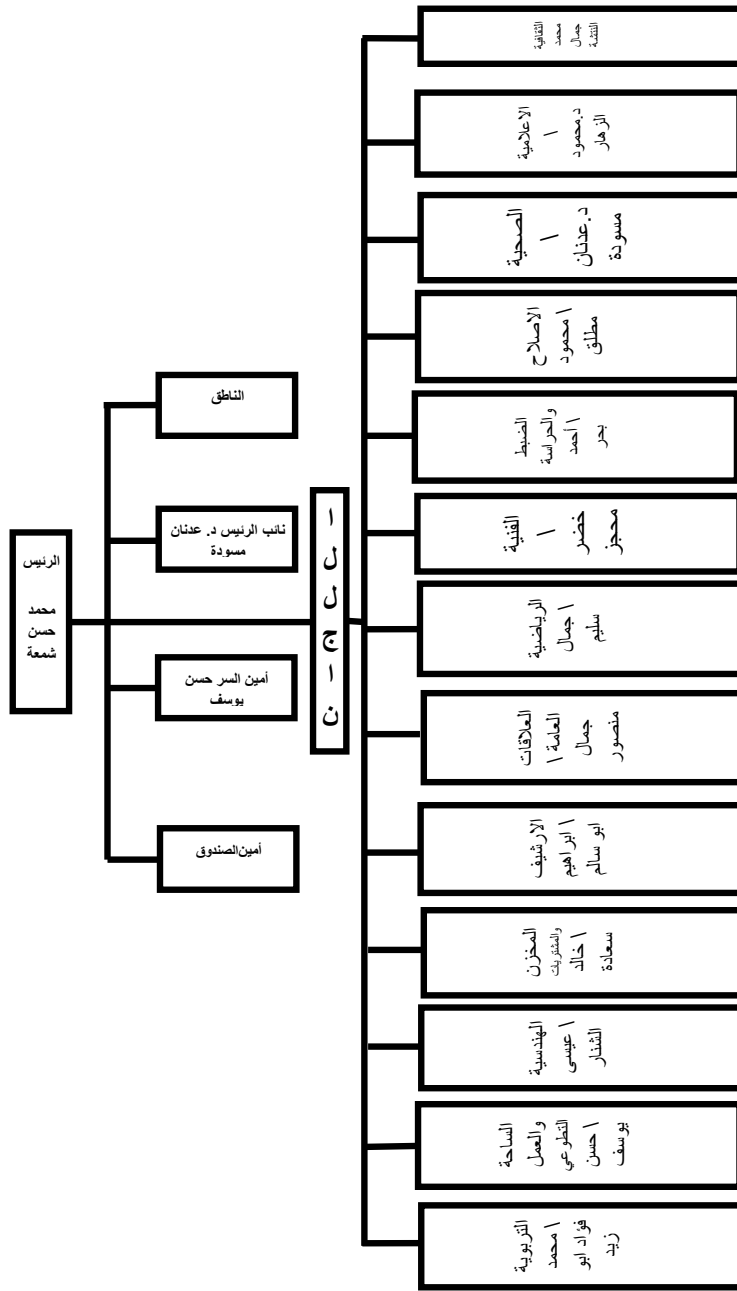 الرئيس
محمد
حسن
شمعة
الناطق
نائب الرئيس د. عدنان
مسودة
أمين السر حسن
يوسف
أمين الصندوق
ا
ل
ل
ج
ا
ن
الثقافية
محمد
جمال
النتشة
الاعلامية
\
د.محمود
الزهار
الصحية
\
د.عدنان
مسودة
الاصلاح
\ محمود
مطلق
الضبط
والحراسة
\ أحمد
بحر
الفنية
\
خضر
محجز
الرياضية
\ جمال
سليم
العلاقات
العامة \
جمال
منصور
الارشيف
\ ابراهيم
ابو سالم
المخزن
والمشتريات
\ خالد
سعادة
الهندسية
\ عيسى
الشنار
الساحة
والعمل
التطوعي
\ حسن
يوسف
التربوية
\ محمد
فؤاد ابو
زيد